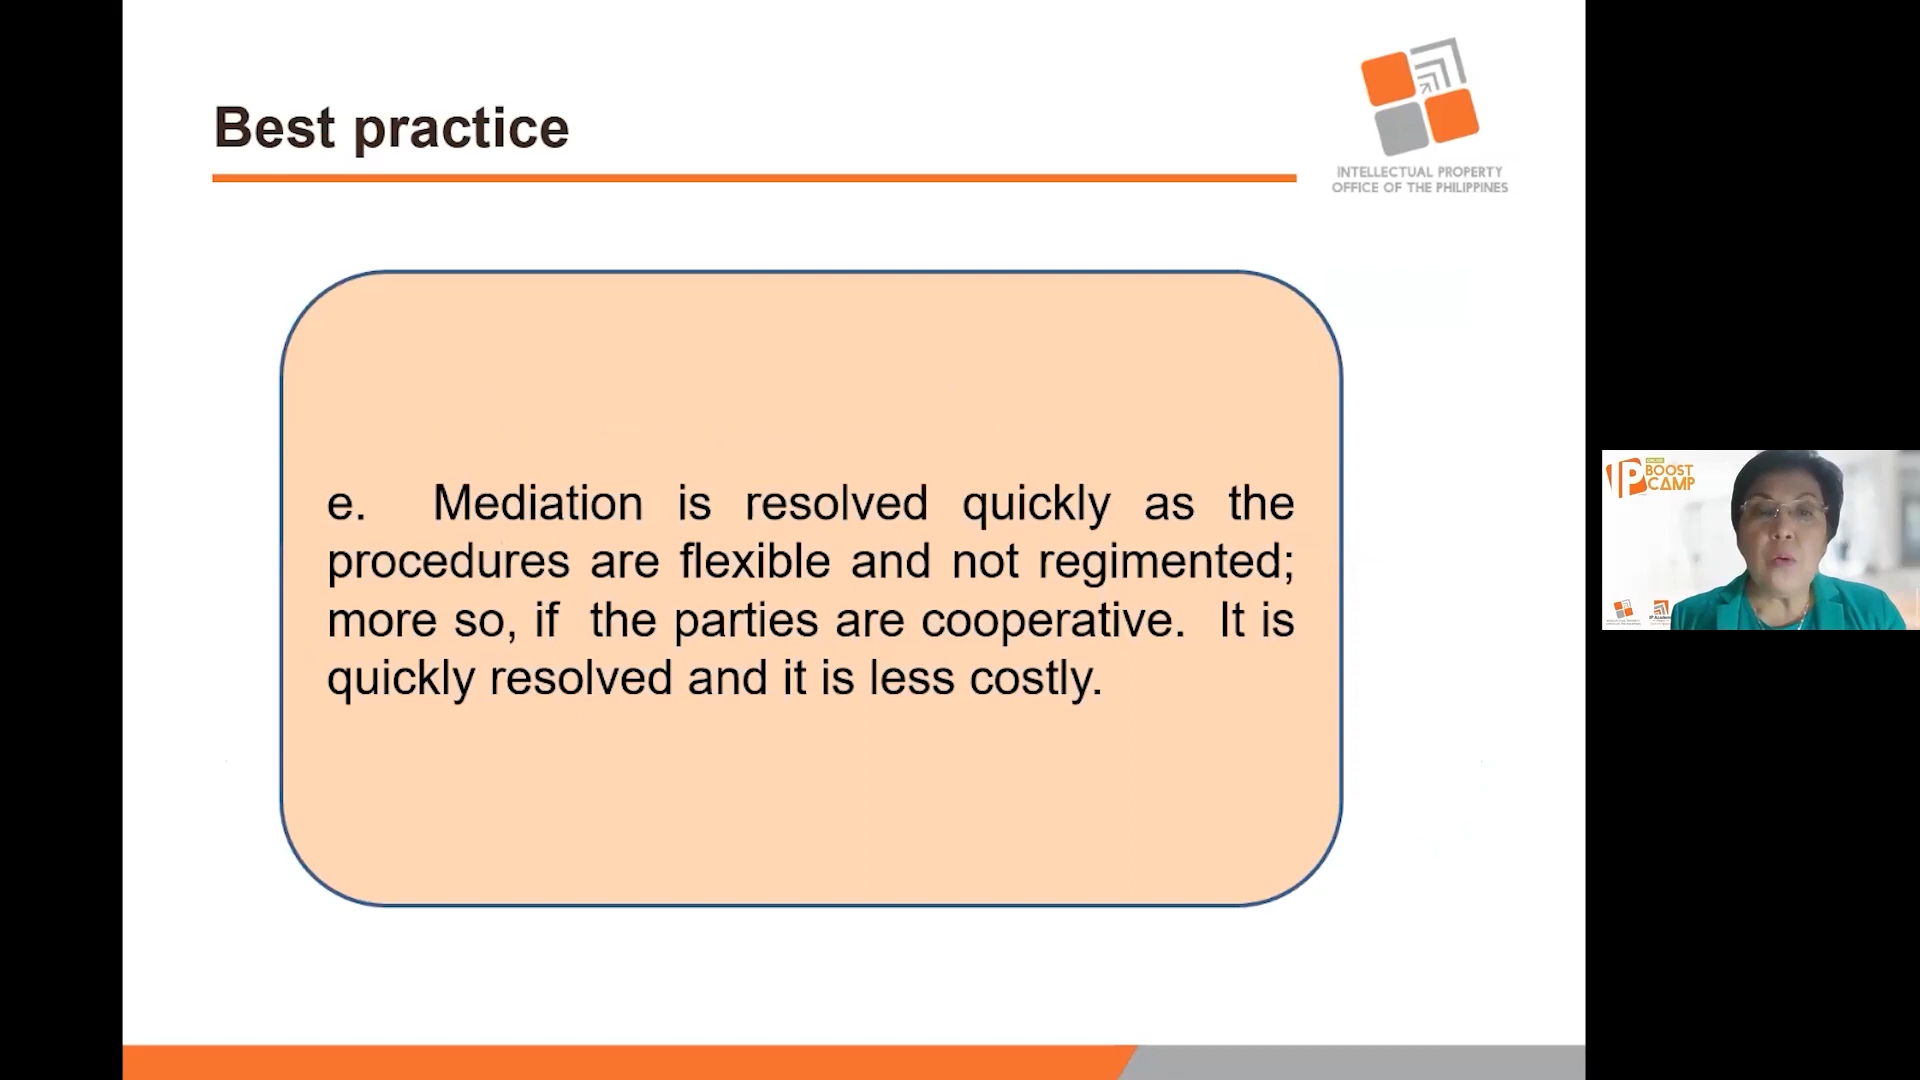 Best practice
INTELLECTUAL PROPERTY
OFFICE OF THE PHILIPPINES
e. Mediation is resolved quickly as the
procedures are flexible and not regimented;
more so, if the parties are cooperative. It is
quickly resolved and it is less costly.
IP BOOST
CAMP